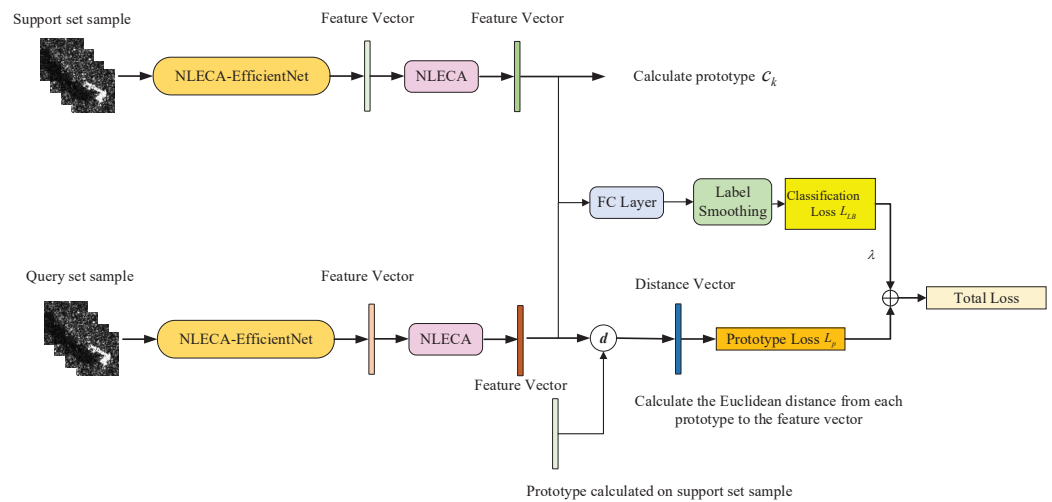 Support set sample
Feature Vector
Feature Vector
NLECA-EfficientNet
NLECA
Calculate prototype c_k
FC Layer
Label
Smoothing
Classification
Loss L_LB
λ
Query set sample
Feature Vector
Distance Vector
Total Loss
NLECA-EfficientNet
NLECA
d
Prototype Loss L_p
Feature Vector
Calculate the Euclidean distance from each
prototype to the feature vector
Prototype calculated on support set sample